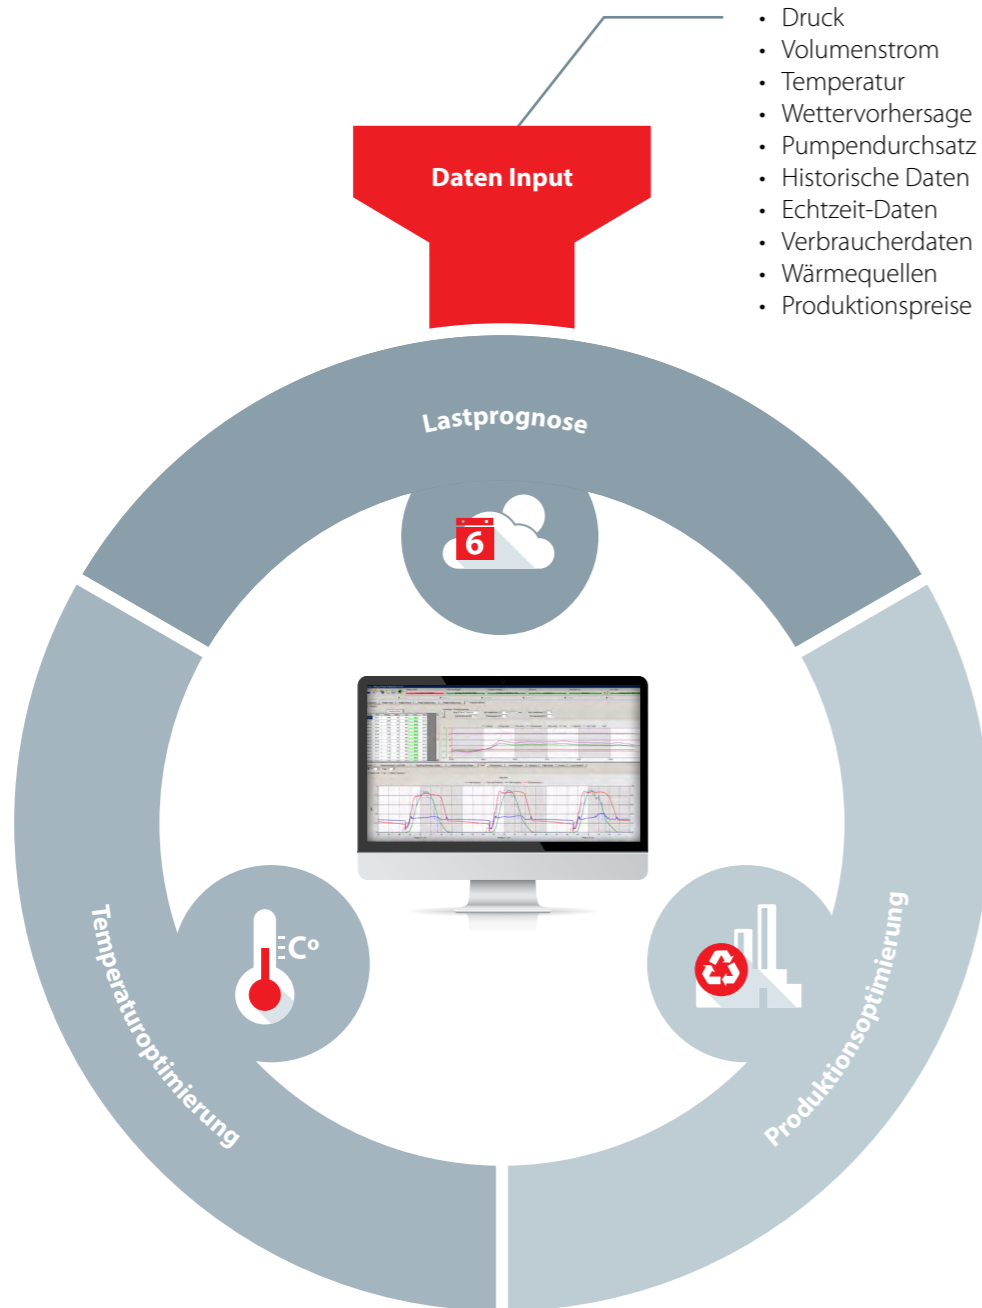 • Druck
• Volumenstrom
• Temperatur
• Wettervorhersage
• Pumpendurchsatz
• Historische Daten
• Echtzeit-Daten
• Verbraucherdaten
• Wärmequellen
• Produktionspreise
Daten Input
Lastprognose
6
C°
Temperaturoptimierung
Produktionsoptimierung